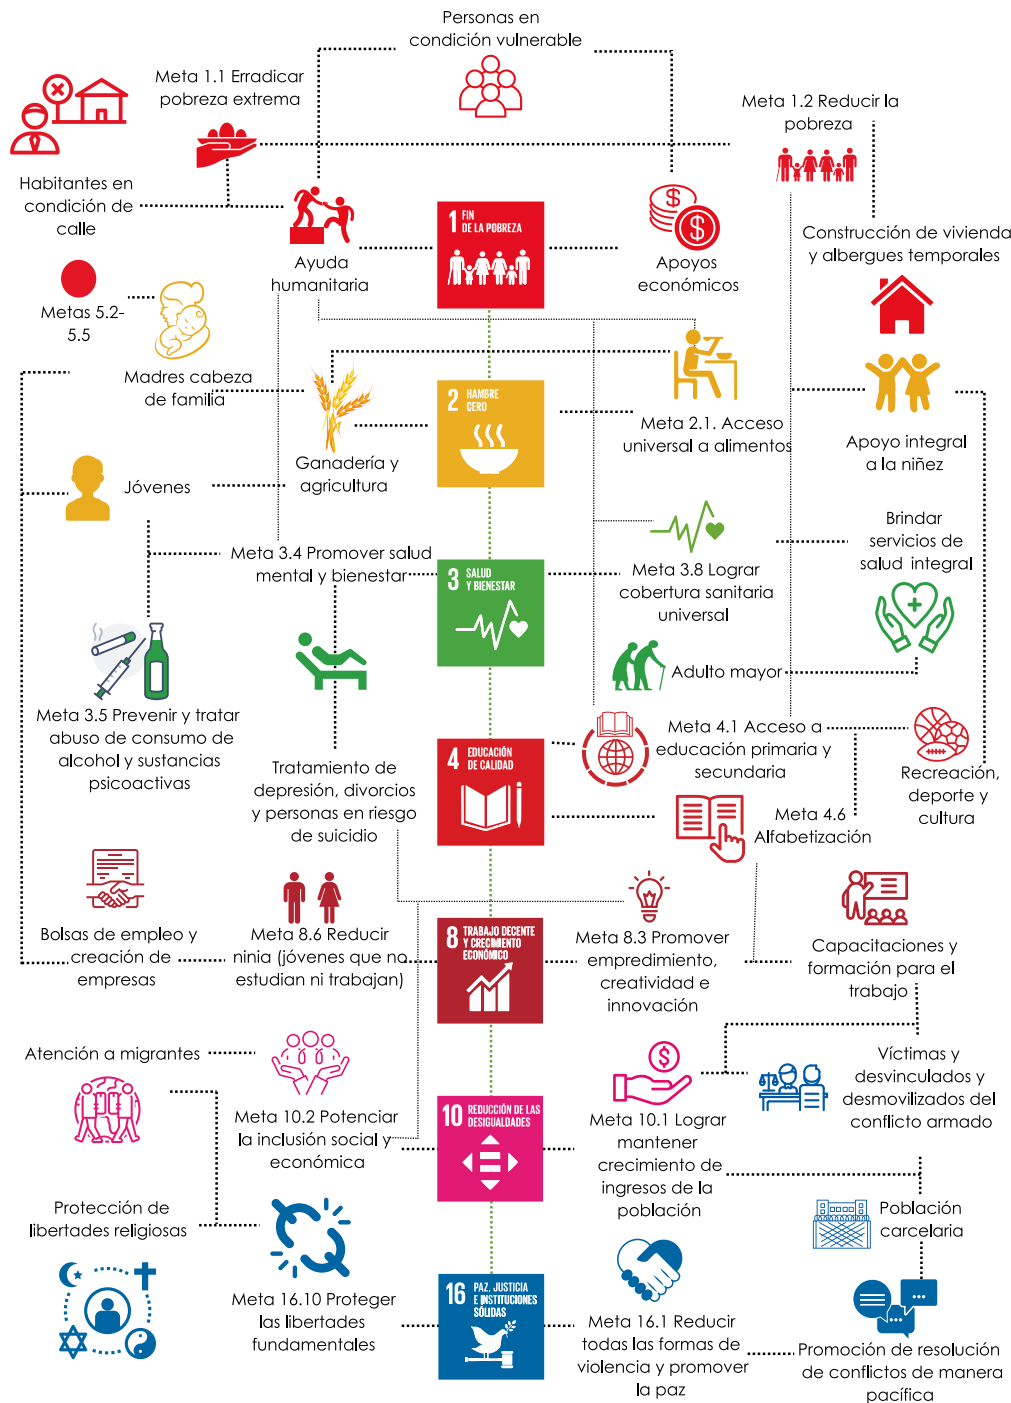 Personas en
condición vulnerable
Meta 1.1 Erradicar
pobreza extrema
Meta 1.2 Reducir la
pobreza
Habitantes en
condición de
calle
Ayuda
humanitaria
1 FIN
DE LA POBREZA
Apoyos
económicos
Construcción de vivienda
y albergues temporales
Metas 5.2-
5.5
Madres cabeza
de familia
2 HAMBRE
CERO
Meta 2.1. Acceso
universal a alimentos
Apoyo integral
a la niñez
Jóvenes
Ganadería y
agricultura
Meta 3.4 Promover salud
mental y bienestar
3 SALUD
Y BIENESTAR
Meta 3.8 Lograr
cobertura sanitaria
universal
Brindar
servicios de
salud integral
Adulto mayor
Meta 3.5 Prevenir y tratar
abuso de consumo de
alcohol y sustancias
psicoactivas
Tratamiento de
depresión, divorcios
y personas en riesgo
de suicidio
4 EDUCACIÓN
DE CALIDAD
Meta 4.1 Acceso a
educación primaria y
secundaria
Recreación,
deporte y
cultura
Meta 4.6
Alfabetización
Bolsas de empleo y
creación de
empresas
Meta 8.6 Reducir
ninia (jóvenes que no
estudian ni trabajan)
8 TRABAJO DECENTE
Y CRECIMIENTO
ECONÓMICO
Meta 8.3 Promover
empredimiento,
creatividad e
innovación
Capacitaciones y
formación para el
trabajo
Atención a migrantes
Meta 10.2 Potenciar
la inclusión social y
económica
10 REDUCCIÓN DE LAS
DESIGUALDADES
Meta 10.1 Lograr
mantener
crecimiento de
ingresos de la
población
Víctimas y
desvinculados y
desmovilizados del
conflicto armado
Protección de
libertades religiosas
Población
carcelaria
Meta 16.10 Proteger
las libertades
fundamentales
16 PAZ, JUSTICIA
E INSTITUCIONES
SÓLIDAS
Meta 16.1 Reducir
todas las formas de
violencia y promover
la paz
Promoción de resolución
de conflictos de manera
pacífica